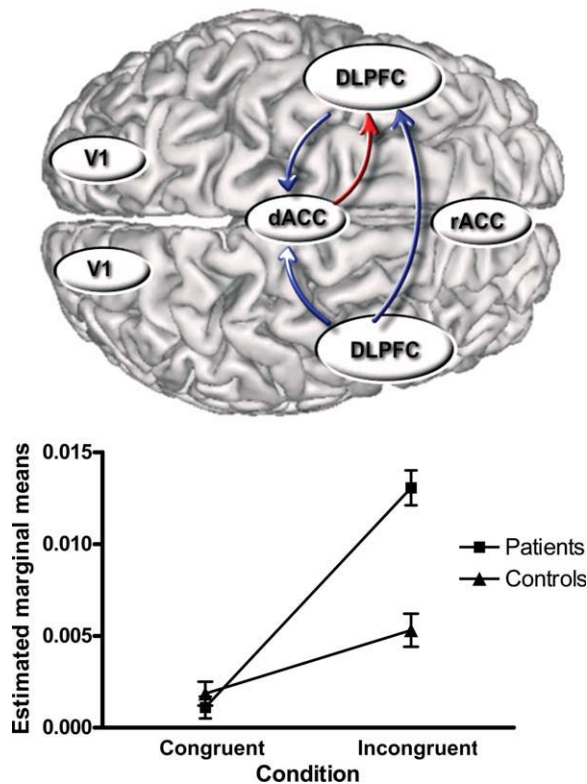 DLPFC
V1
dACC
rACC
V1
DLPFC
0.015
0.010
0.005
0.000
Estimated marginal means
Patients
Controls
Congruent
Incongruent
Condition